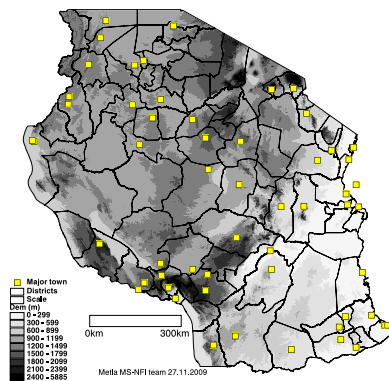 Major town
Districts
Scale
Dem (m)
0-299
300-599
600-899
900-1199
1200-1499
1500-1799
1800-2099
2100-2399
2400-5885
0km 300km
Metla MS-NFI team 27.11.2009